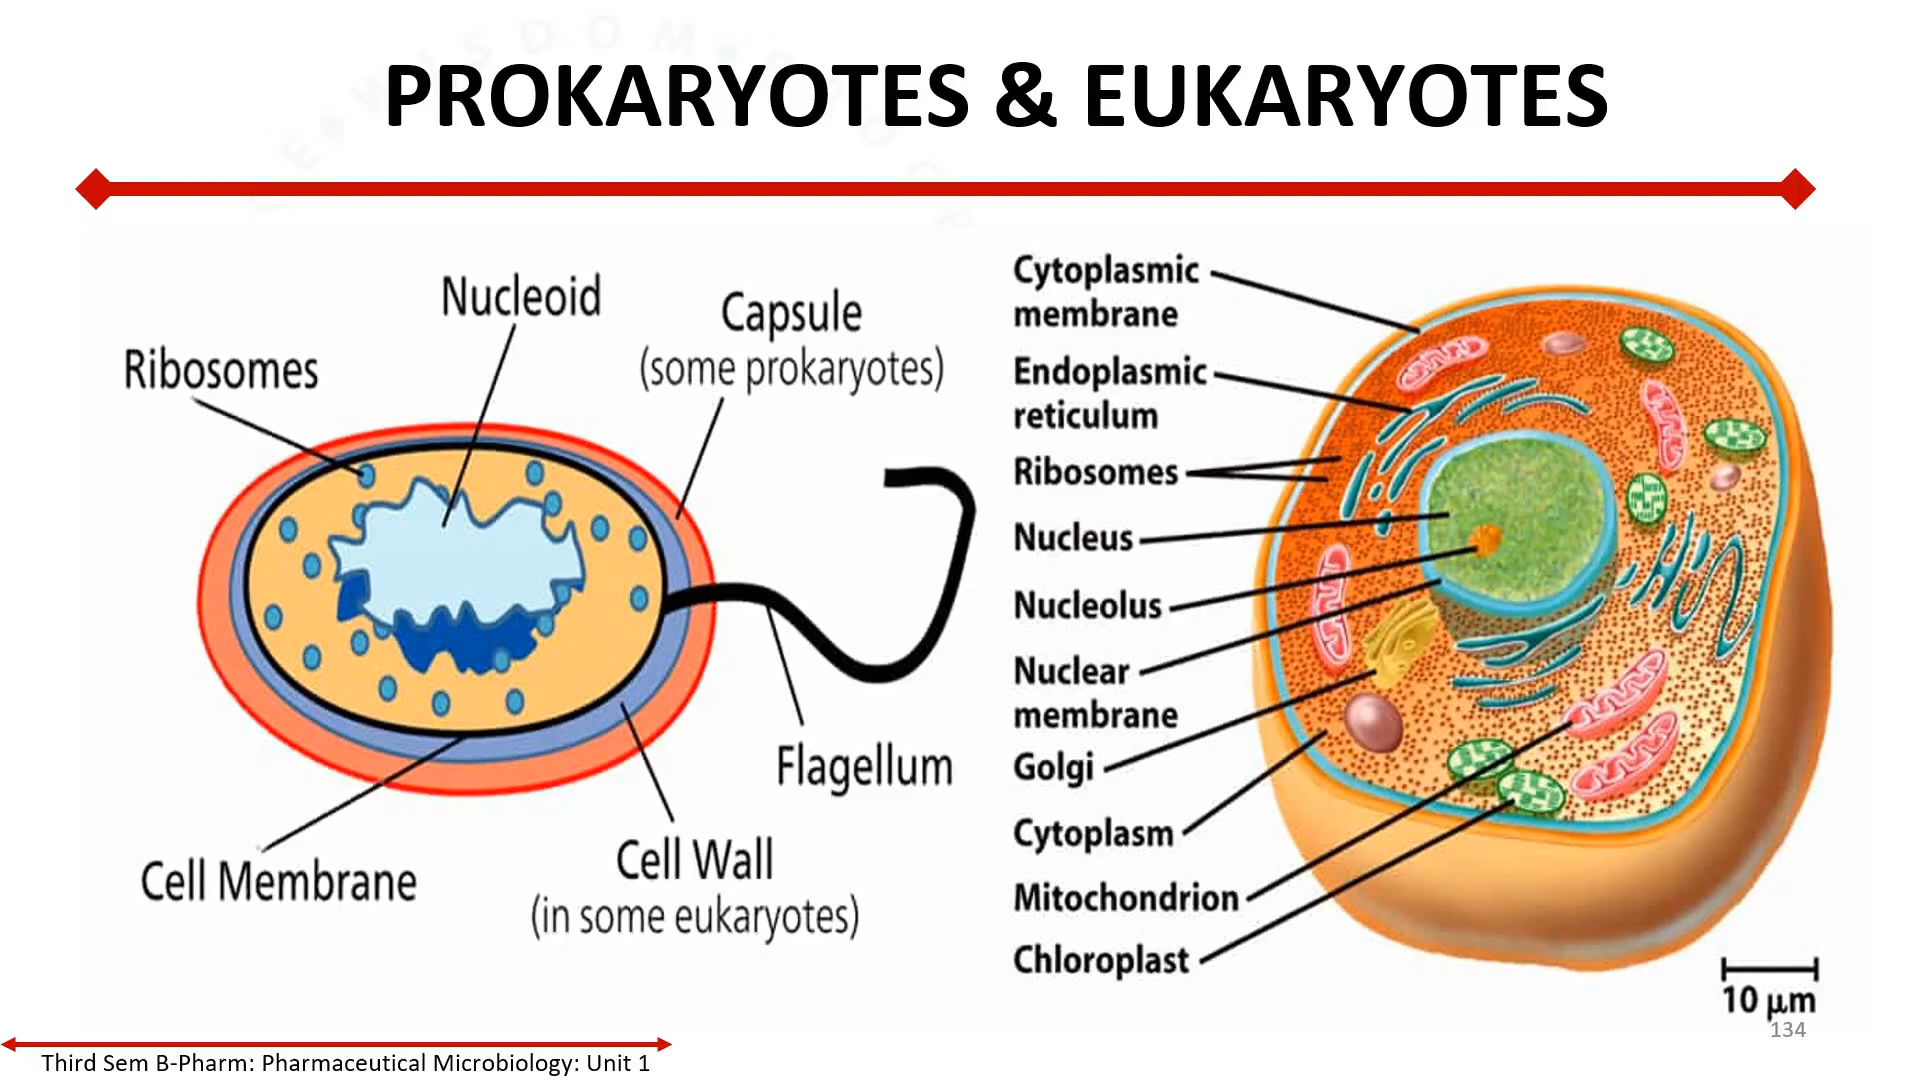 PROKARYOTES & EUKARYOTES
Nucleoid
Capsule
(some prokaryotes)
Ribosomes
Flagellum
Cell Wall
(in some eukaryotes)
Cell Membrane
Cytoplasmic
membrane
Endoplasmic
reticulum
Ribosomes
Nucleus
Nucleolus
Nuclear
membrane
Golgi
Cytoplasm
Mitochondrion
Chloroplast
10 μm
134
Third Sem B-Pharm: Pharmaceutical Microbiology: Unit 1